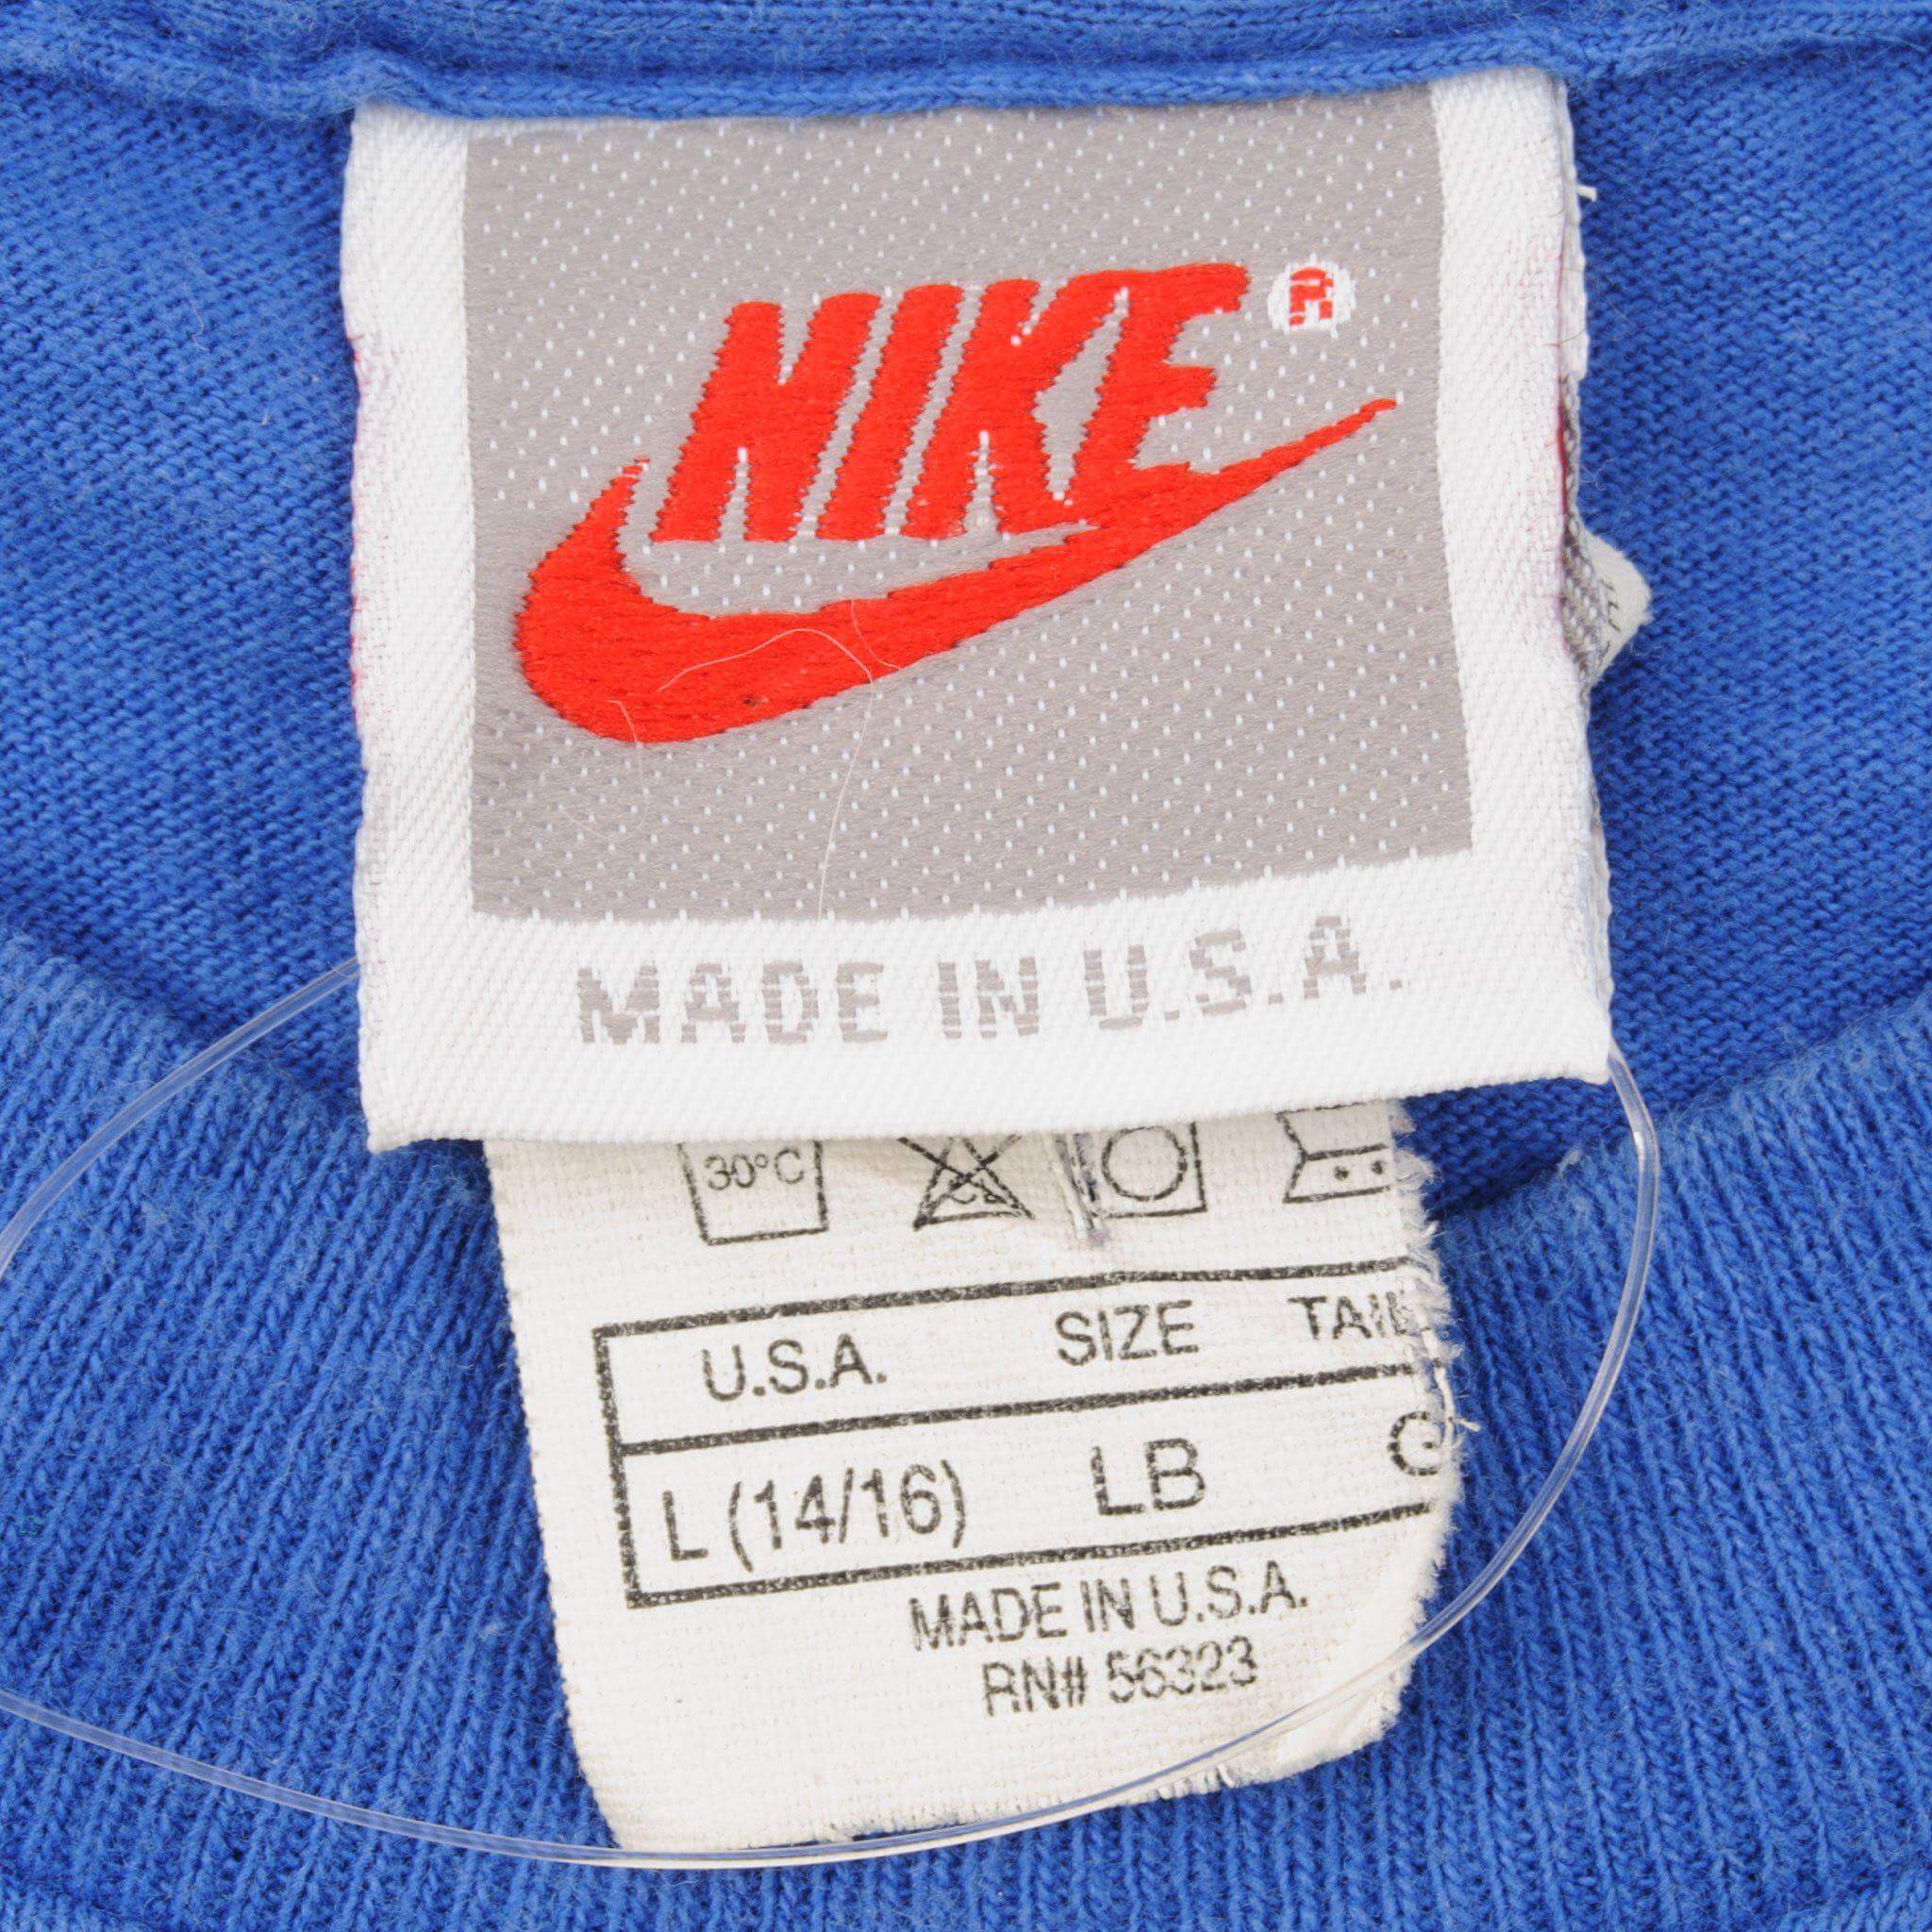 NIKE ®
MADE IN U.S.A.
30°C
U.S.A. SIZE
L (14/16) LB G
MADE IN U.S.A.
RN# 56323